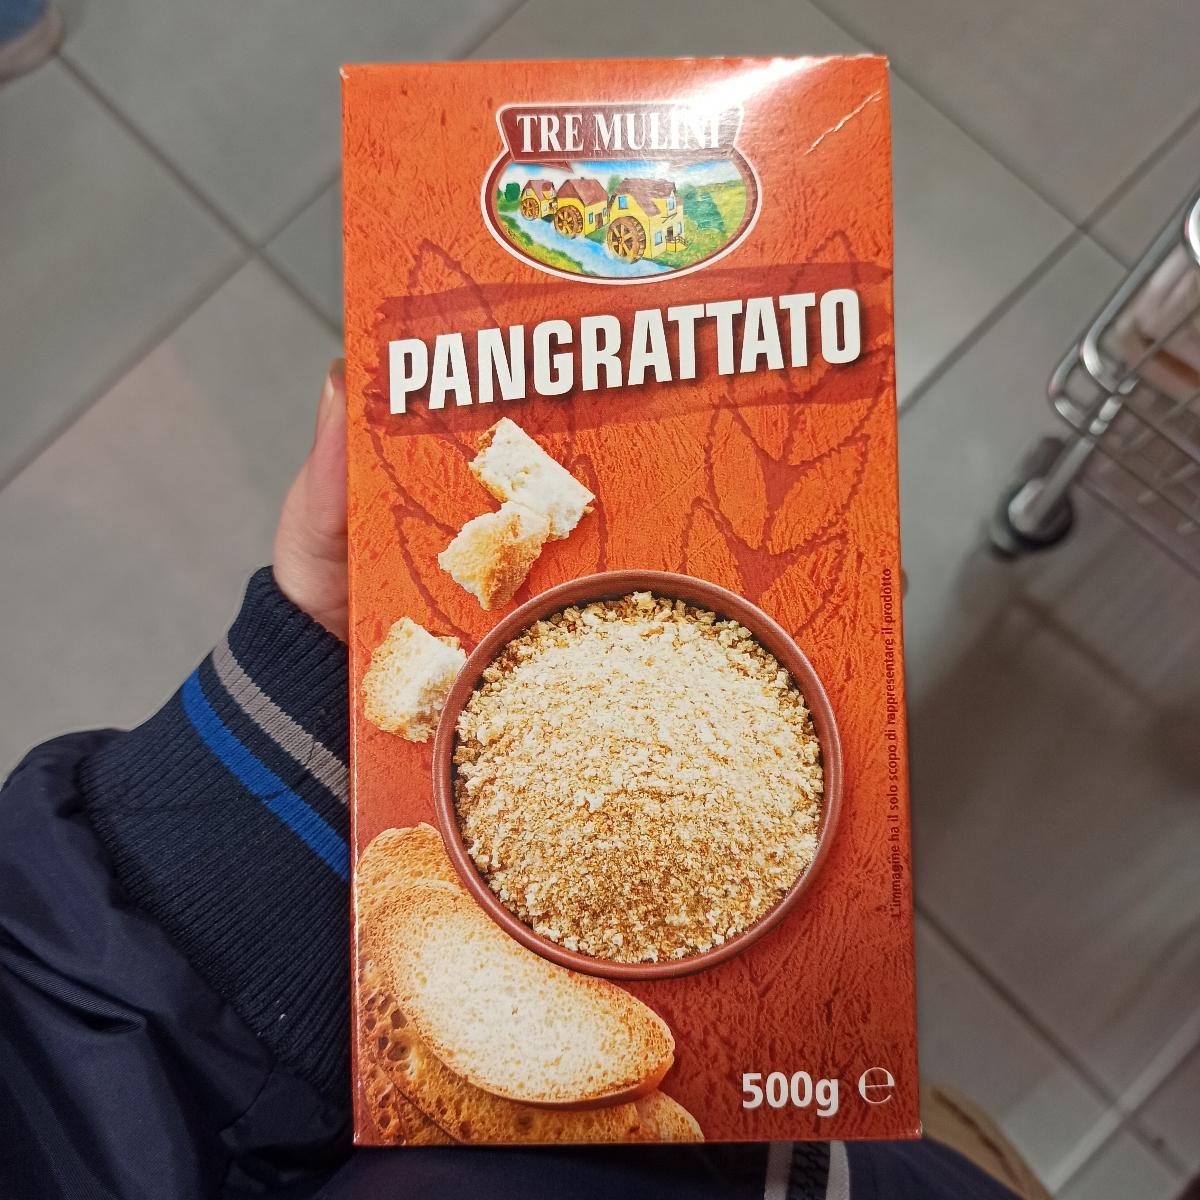 TRE MULINI
PANGRATTATO
L'immagine ha il solo scopo di rappresentare il prodotto
500g ℮